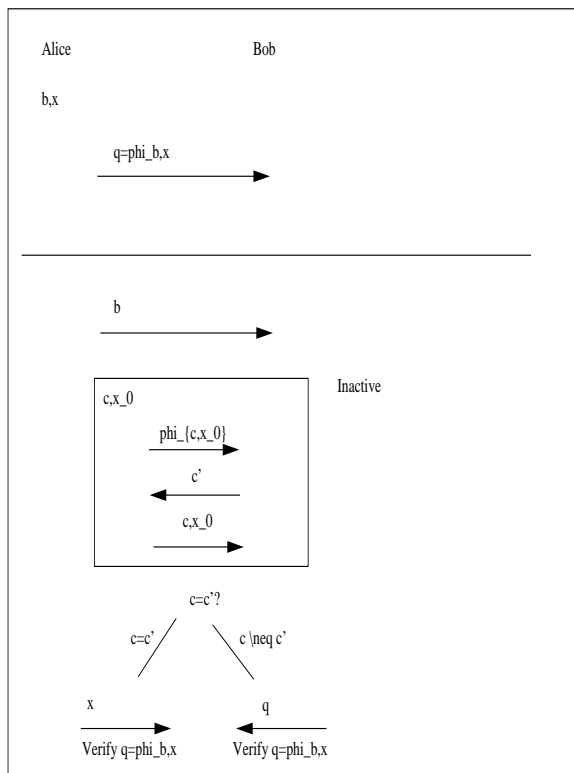 Alice Bob
b,x
q=phi_b,x
b
Inactive
c,x_0
phi_{c,x_0}
c’
c,x_0
c=c’?
c=c’ c \neq c’
x q
Verify q=phi_b,x Verify q=phi_b,x